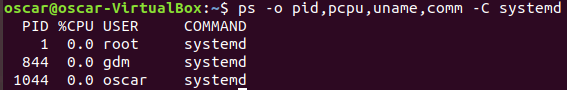 oscar@oscar-VirtualBox:~$ ps -o pid,pcpu,uname,comm -C systemd
  PID %CPU USER     COMMAND
    1  0.0 root     systemd
  844  0.0 gdm      systemd
 1044  0.0 oscar    systemd